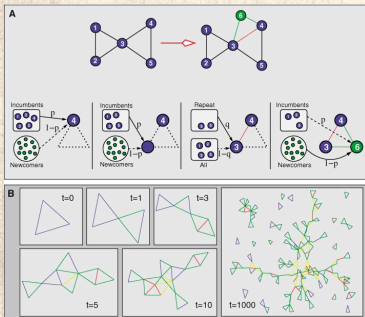 A
1
4
3
2
5
6
1
4
3
2
5
Incumbents
p
4
1–p
Newcomers
Incumbents
p
1–p
Newcomers
4
Repeat
q
4
3
1–q
All
Incumbents
p
4
3
6
1–p
Newcomers
B
t=0
t=1
t=3
t=5
t=10
t=1000